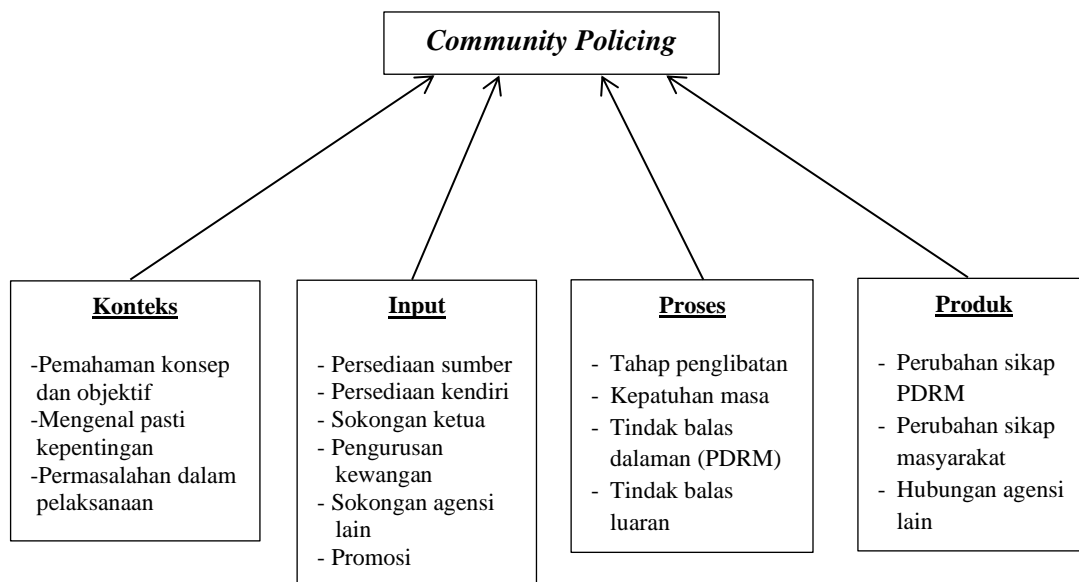 Community Policing
Konteks
-Pemahaman konsep
dan objektif
-Mengenal pasti
kepentingan
-Permasalahan dalam
pelaksanaan
Input
- Persediaan sumber
- Persediaan kendiri
- Sokongan ketua
- Pengurusan
kewangan
- Sokongan agensi
lain
- Promosi
Proses
- Tahap penglibatan
- Kepatuhan masa
- Tindak balas
dalaman (PDRM)
- Tindak balas
luaran
Produk
- Perubahan sikap
PDRM
- Perubahan sikap
masyarakat
- Hubungan agensi
lain